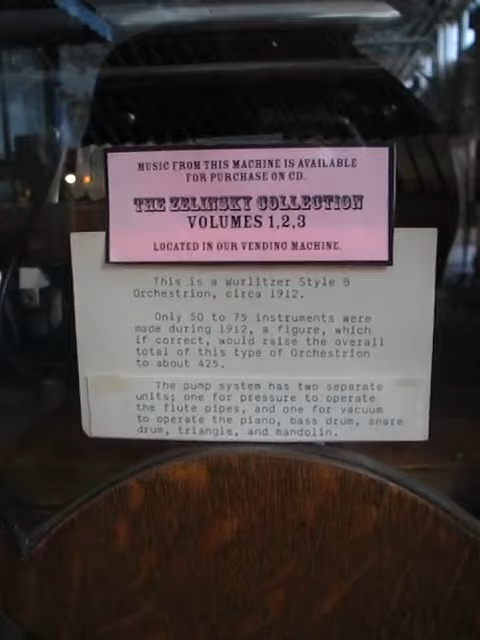 MUSIC FROM THIS MACHINE IS AVAILABLE
FOR PURCHASE ON CD.
THE ZELINSKY COLLECTION
VOLUMES 1,2,3
LOCATED IN OUR VENDING MACHINE.
This is a Wurlitzer Style B
Orchestrion, circa 1912.
Only 50 to 75 instruments were
made during 1912, a figure, which
if correct, would raise the overall
total of this type of Orchestrion
to about 425.
The pump system has two separate
units; one for pressure to operate
the flute pipes, and one for vacuum
to operate the piano, bass drum, snare
drum, triangle, and mandolin.